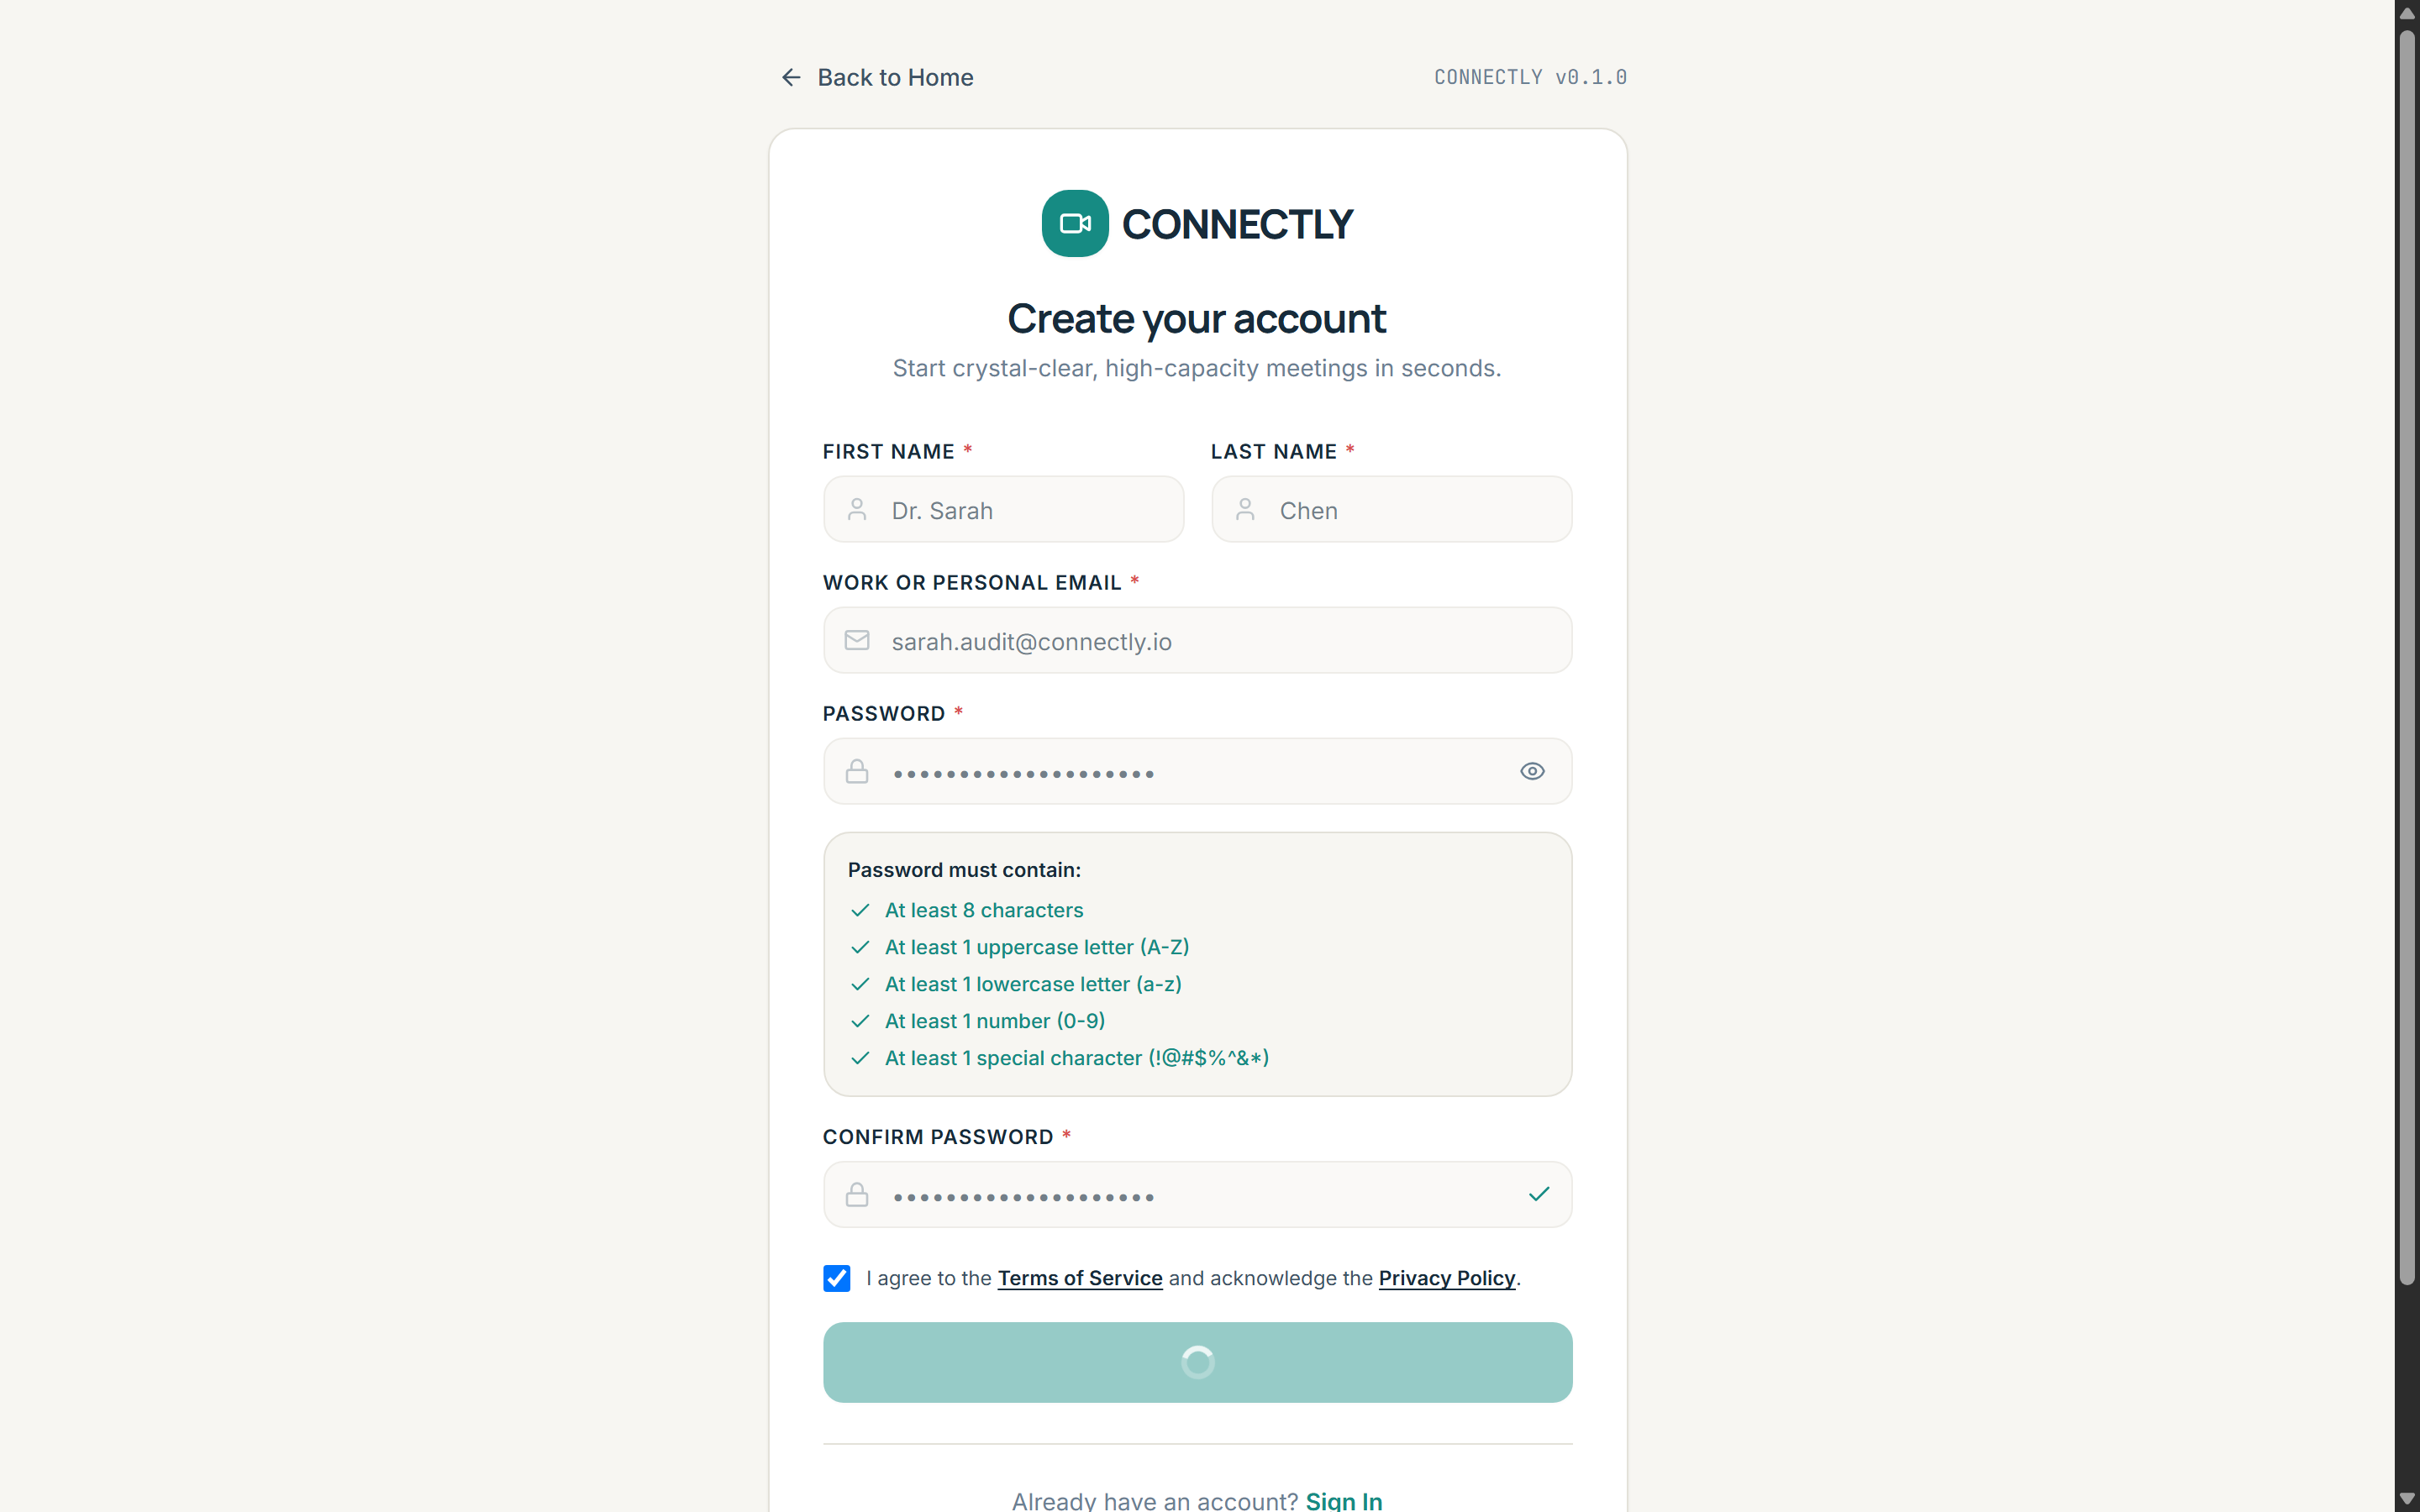 Back to Home
CONNECTLY v0.1.0
CONNECTLY
Create your account
Start crystal-clear, high-capacity meetings in seconds.
FIRST NAME *
LAST NAME *
Dr. Sarah
Chen
WORK OR PERSONAL EMAIL *
sarah.audit@connectly.io
PASSWORD *
••••••••••••••••••••
Password must contain:
At least 8 characters
At least 1 uppercase letter (A-Z)
At least 1 lowercase letter (a-z)
At least 1 number (0-9)
At least 1 special character (!@#$%^&*)
CONFIRM PASSWORD *
••••••••••••••••••••
I agree to the Terms of Service and acknowledge the Privacy Policy.
Already have an account? Sign In